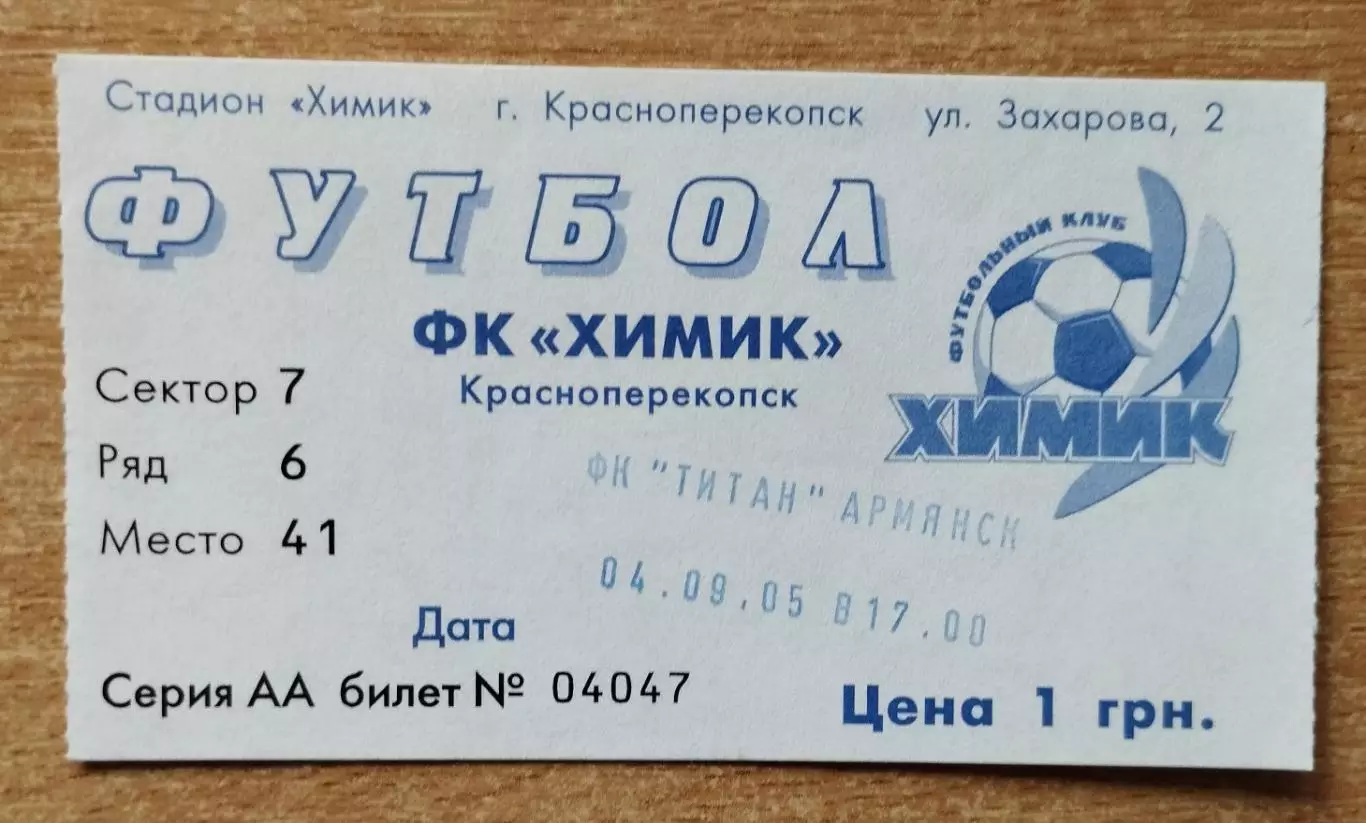 Стадион «Химик» г. Красноперекопск ул. Захарова, 2
ФУТБОЛ
ФУТБОЛЬНЫЙ КЛУБ
ХИМИК
ФК «ХИМИК»
Красноперекопск
Сектор 7
Ряд 6
Место 41
ФК "ТИТАН" АРМЯНСК
04.09.05 В 17.00
Дата
Серия АА билет № 04047
Цена 1 грн.